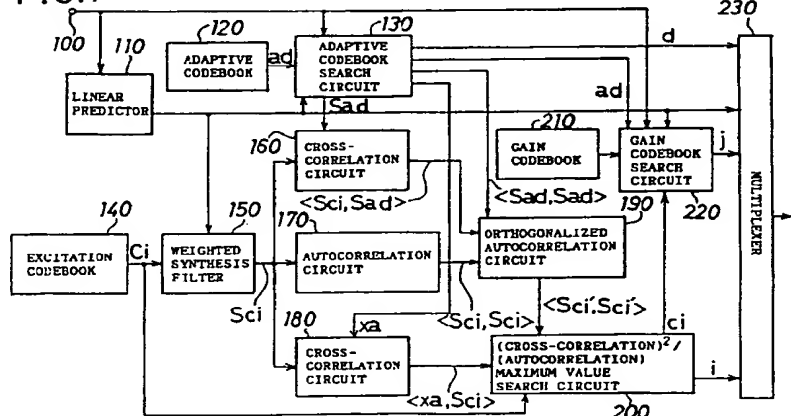 230
100
120
ADAPTIVE
CODEBOOK
ad
130
ADAPTIVE
CODEBOOK
SEARCH
CIRCUIT
d
110
LINEAR
PREDICTOR
Sad
ad
160
CROSS-
CORRELATION
CIRCUIT
<Sci,Sad>
210
GAIN
CODEBOOK
GAIN
CODEBOOK
SEARCH
CIRCUIT
220
j
<Sad,Sad>
MULTIPLEXER
140
EXCITATION
CODEBOOK
Ci
150
WEIGHTED
SYNTHESIS
FILTER
Sci
170
AUTOCORRELATION
CIRCUIT
<Sci,Sci>
190
ORTHOGONALIZED
AUTOCORRELATION
CIRCUIT
<Sci',Sci'>
ci
180
CROSS-
CORRELATION
CIRCUIT
xa
<xa,Sci>
(CROSS-CORRELATION)²/
(AUTOCORRELATION)
MAXIMUM VALUE
SEARCH CIRCUIT
200
i